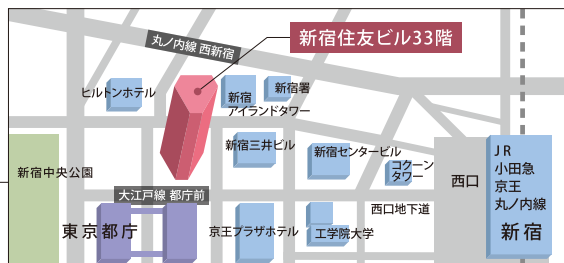 丸ノ内線 西新宿
新宿住友ビル33階
ヒルトンホテル
新宿
アイランドタワー
新宿署
新宿三井ビル
新宿センタービル
コクーン
タワー
新宿中央公園
大江戸線 都庁前
西口
JR
小田急
京王
丸ノ内線
新宿
西口地下道
東京都庁
京王プラザホテル
工学院大学